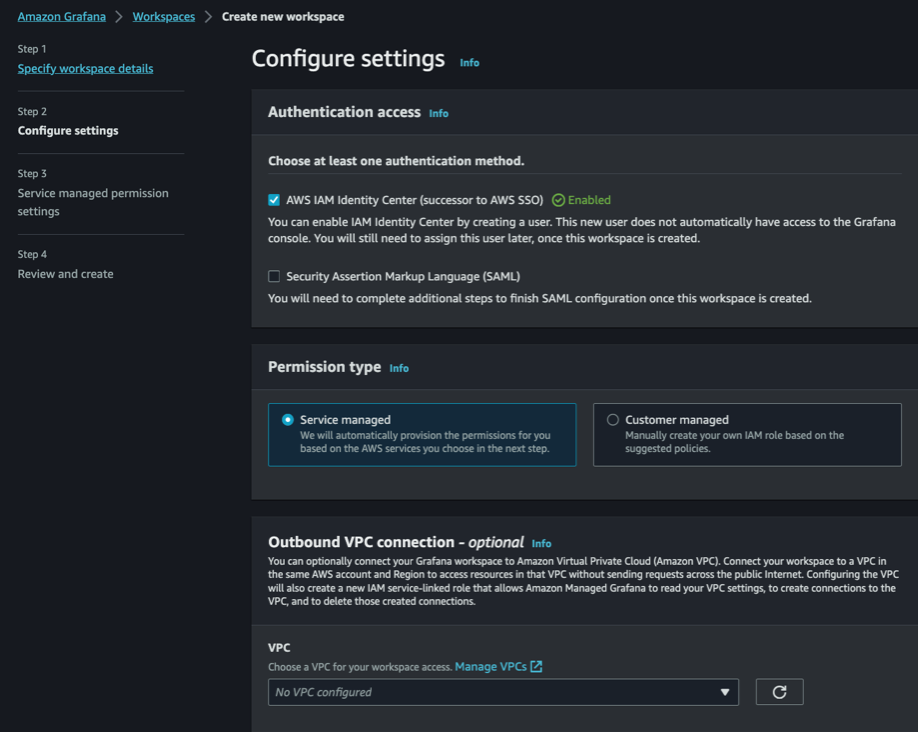 Amazon Grafana > Workspaces > Create new workspace
Step 1
Specify workspace details
Step 2
Configure settings
Step 3
Service managed permission
settings
Step 4
Review and create
Configure settings Info
Authentication access Info
Choose at least one authentication method.
AWS IAM Identity Center (successor to AWS SSO) Enabled
You can enable IAM Identity Center by creating a user. This new user does not automatically have access to the Grafana
console. You will still need to assign this user later, once this workspace is created.
Security Assertion Markup Language (SAML)
You will need to complete additional steps to finish SAML configuration once this workspace is created.
Permission type Info
Service managed
We will automatically provision the permissions for you
based on the AWS services you choose in the next step.
Customer managed
Manually create your own IAM role based on the
suggested policies.
Outbound VPC connection - optional Info
You can optionally connect your Grafana workspace to Amazon Virtual Private Cloud (Amazon VPC). Connect your workspace to a VPC in
the same AWS account and Region to access resources in that VPC without sending requests across the public Internet. Configuring the VPC
will also create a new IAM service-linked role that allows Amazon Managed Grafana to read your VPC settings, to create connections to the
VPC, and to delete those created connections.
VPC
Choose a VPC for your workspace access. Manage VPCs
No VPC configured